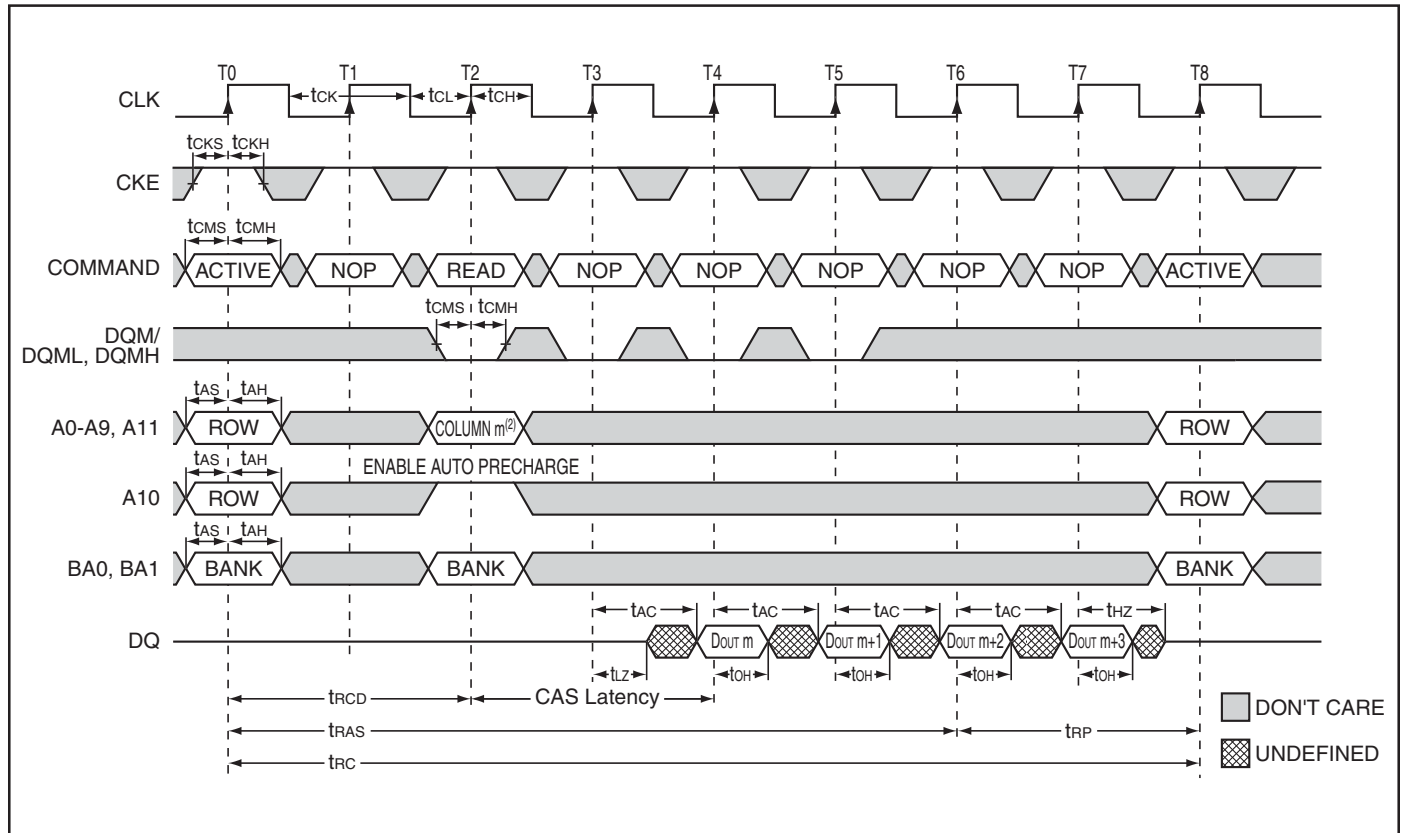 T0 T1 T2 T3 T4 T5 T6 T7 T8
CLK tCK tCL tCH
tCKS tCKH
CKE
tCMS tCMH
COMMAND ACTIVE NOP READ NOP NOP NOP NOP NOP ACTIVE
tCMS tCMH
DQM/
DQML, DQMH
tAS tAH
A0-A9, A11 ROW COLUMN m(2) ROW
tAS tAH ENABLE AUTO PRECHARGE
A10 ROW ROW
tAS tAH
BA0, BA1 BANK BANK BANK
tAC tAC tAC tAC tHZ
DQ DOUT m DOUT m+1 DOUT m+2 DOUT m+3
tLZ tOH tOH tOH tOH
tRCD CAS Latency
DON'T CARE
tRAS tRP
UNDEFINED
tRC